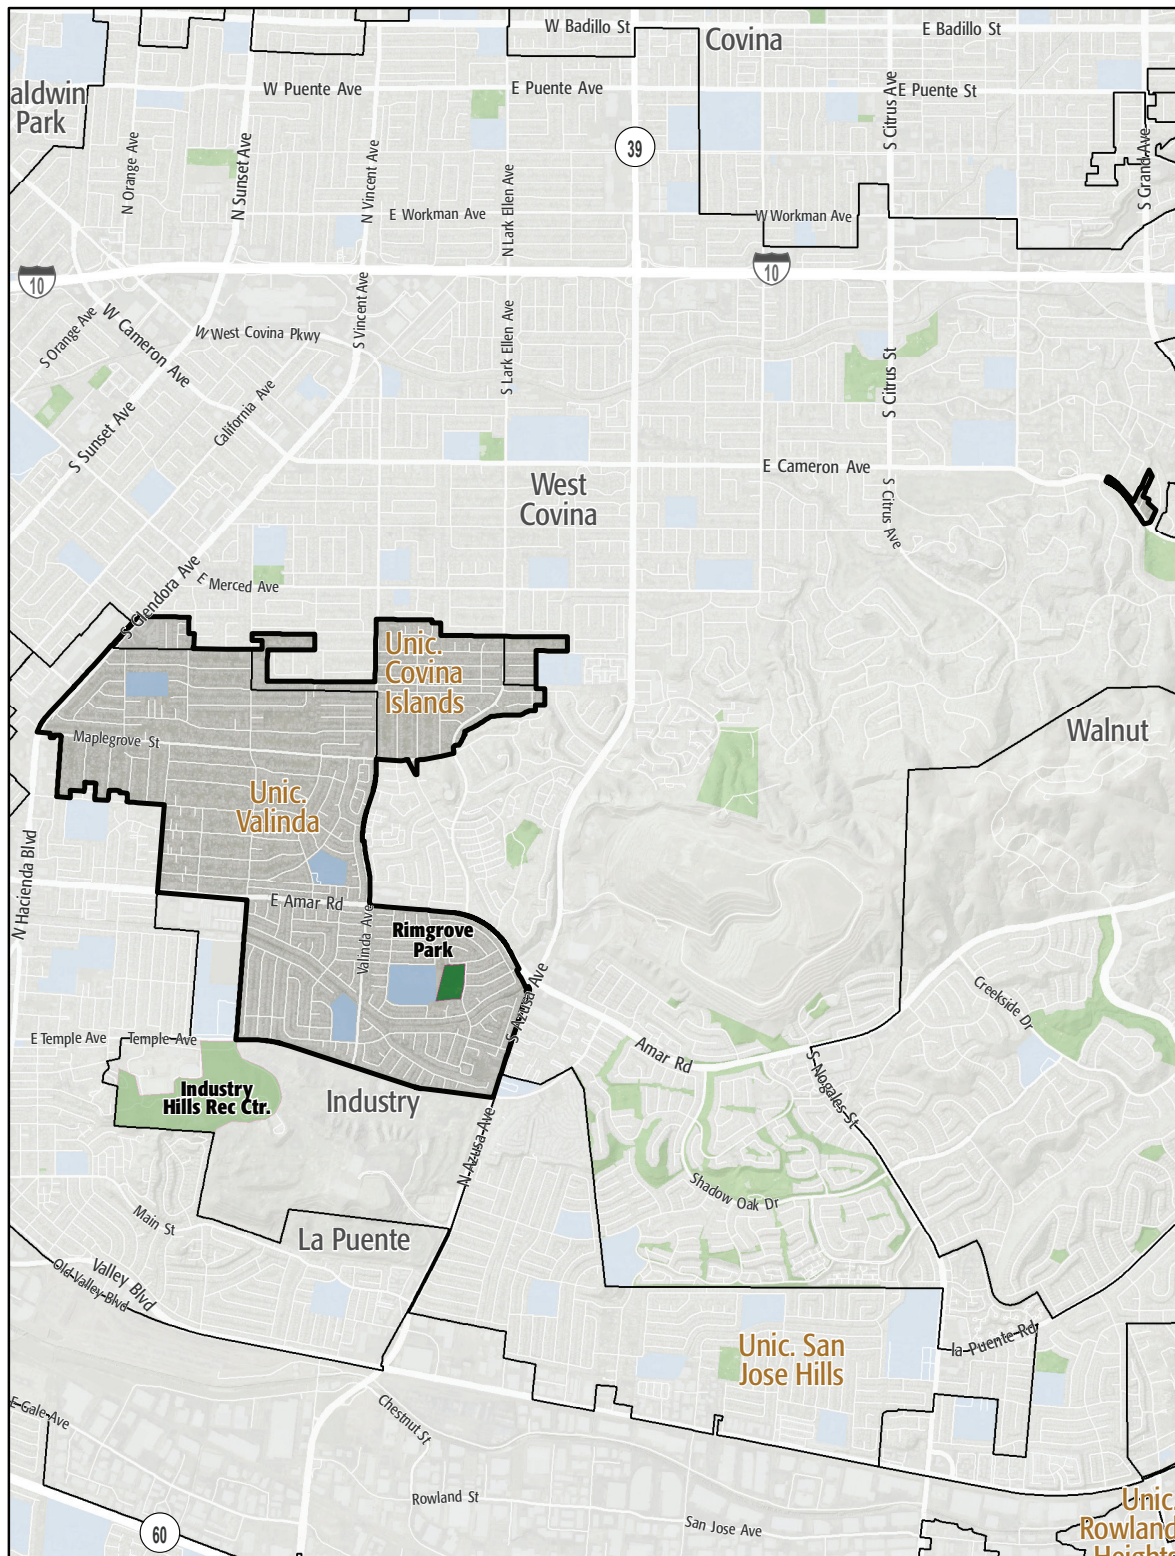 W Badillo St
Covina
E Badillo St
aldwin
Park
W Puente Ave
E Puente Ave
E Puente St
S Citrus Ave
39
N Orange Ave
N Sunset Ave
N Vincent Ave
N Lark Ellen Ave
S Grand Ave
E Workman Ave
W Workman Ave
10
10
S Orange Ave
W Cameron Ave
W West Covina Pkwy
S Vincent Ave
S Lark Ellen Ave
S Citrus St
S Sunset Ave
California Ave
E Cameron Ave
West
Covina
S Citrus Ave
S Glendora Ave
E Merced Ave
Unic.
Covina
Islands
Maplegrove St
Walnut
Unic.
Valinda
N Hacienda Blvd
E Amar Rd
Valinda Ave
Rimgrove
Park
S Azusa Ave
Creekside Dr
E Temple Ave
Temple Ave
Amar Rd
S Nogales St
Industry
Hills Rec Ctr.
Industry
N Azusa Ave
Shadow Oak Dr
Main St
La Puente
Valley Blvd
Old Valley Blvd
la Puente Rd
Unic. San
Jose Hills
E Gale Ave
Chestnut St
Rowland St
San Jose Ave
60
Unic.
Rowland
Heights